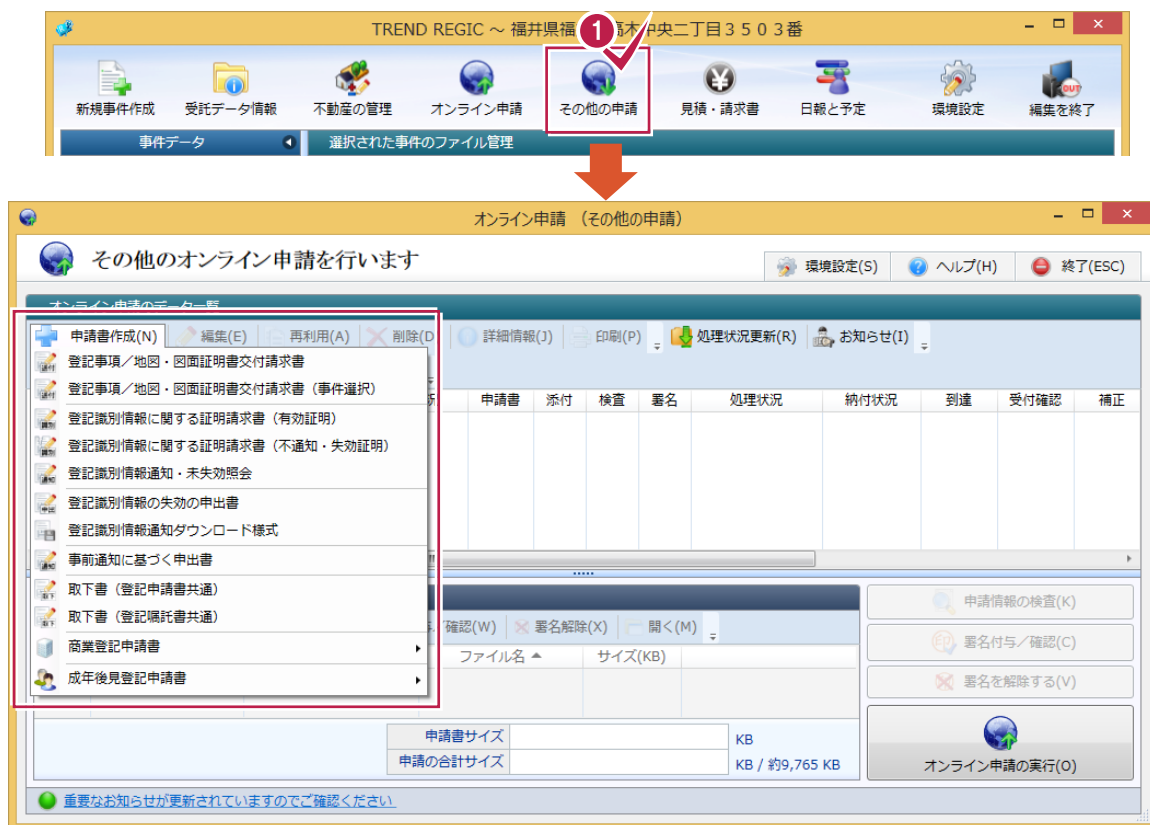 TREND REGIC ～ 福井県福 高木中央二丁目３５０３番
1
新規事件作成 受託データ情報 不動産の管理 オンライン申請 その他の申請 見積・請求書 日報と予定 環境設定 編集を終了
事件データ 選択された事件のファイル管理
オンライン申請 （その他の申請）
その他のオンライン申請を行います 環境設定(S) ヘルプ(H) 終了(ESC)
オンライン申請のデータ一覧
申請書作成(N) 編集(E) 再利用(A) 削除(D 詳細情報(J) 印刷(P) 処理状況更新(R) お知らせ(I)
登記事項／地図・図面証明書交付請求書
登記事項／地図・図面証明書交付請求書（事件選択）
申請書 添付 検査 署名 処理状況 納付状況 到達 受付確認 補正
登記識別情報に関する証明請求書（有効証明）
登記識別情報に関する証明請求書（不通知・失効証明）
登記識別情報通知・未失効照会
登記識別情報の失効の申出書
登記識別情報通知ダウンロード様式
事前通知に基づく申出書
取下書（登記申請書共通）
取下書（登記嘱託書共通）
商業登記申請書
成年後見登記申請書
申請情報の検査(K)
／確認(W) 署名解除(X) 開く(M)
署名付与／確認(C)
ファイル名 サイズ(KB)
署名を解除する(V)
申請書サイズ KB
申請の合計サイズ KB / 約9,765 KB
オンライン申請の実行(O)
重要なお知らせが更新されていますのでご確認ください